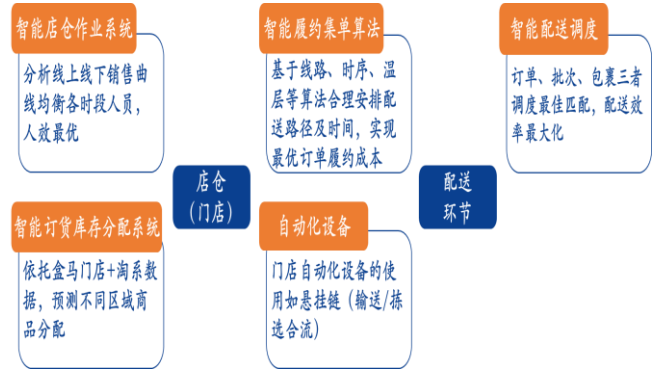 智能店仓作业系统
分析线上线下销售曲
线均衡各时段人员，
人效最优
智能履约集单算法
基于线路、时序、温
层等算法合理安排配
送路径及时间，实现
最优订单履约成本
智能配送调度
订单、批次、包裹三者
调度最佳匹配，配送效
率最大化
店仓
（门店）
配送
环节
智能订货库存分配系统
依托盒马门店+淘系数
据，预测不同区域商
品分配
自动化设备
门店自动化设备的使
用如悬挂链（输送/拣
选合流）